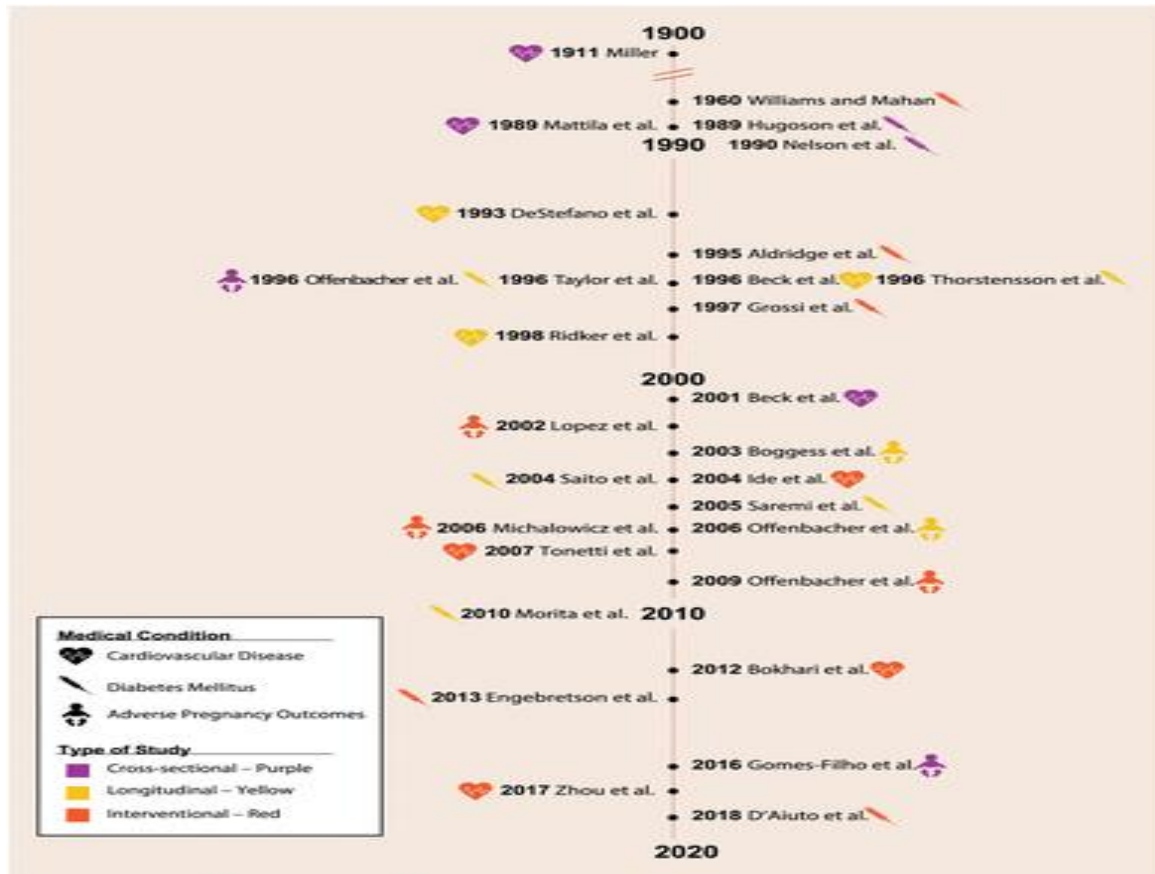 1900
1911 Miller
1960 Williams and Mahan
1989 Mattila et al. 1989 Hugoson et al.
1990 1990 Nelson et al.
1993 DeStefano et al.
1995 Aldridge et al.
1996 Offenbacher et al. 1996 Taylor et al. 1996 Beck et al. 1996 Thorstensson et al.
1997 Grossi et al.
1998 Ridker et al.
2000
2001 Beck et al.
2002 Lopez et al.
2003 Boggess et al.
2004 Saito et al. 2004 Ide et al.
2005 Saremi et al.
2006 Michalowicz et al. 2006 Offenbacher et al.
2007 Tonetti et al.
2009 Offenbacher et al.
2010 Morita et al. 2010
2012 Bokhari et al.
2013 Engebretson et al.
2016 Gomes-Filho et al.
2017 Zhou et al.
2018 D'Aiuto et al.
2020
Medical Condition
Cardiovascular Disease
Diabetes Mellitus
Adverse Pregnancy Outcomes
Type of Study
Cross-sectional – Purple
Longitudinal – Yellow
Interventional – Red